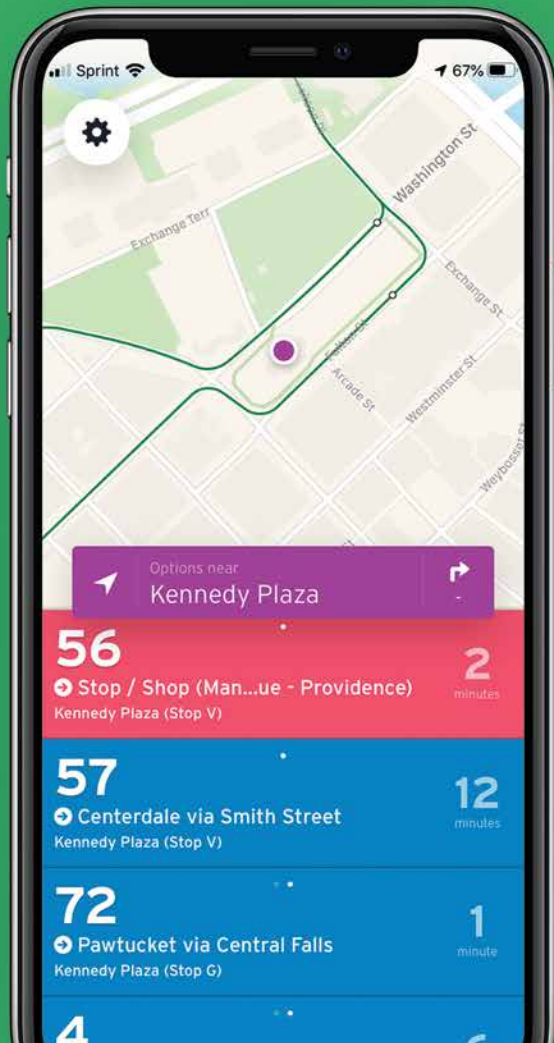 Sprint
67%
Washington St
Exchange Terr
Exchange St
Fulton St
Arcade St
Westminster St
Options near
Kennedy Plaza
-
56
Stop / Shop (Man...ue - Providence)
Kennedy Plaza (Stop V)
2
minutes
57
Centerdale via Smith Street
Kennedy Plaza (Stop V)
12
minutes
72
Pawtucket via Central Falls
Kennedy Plaza (Stop G)
1
minute
4